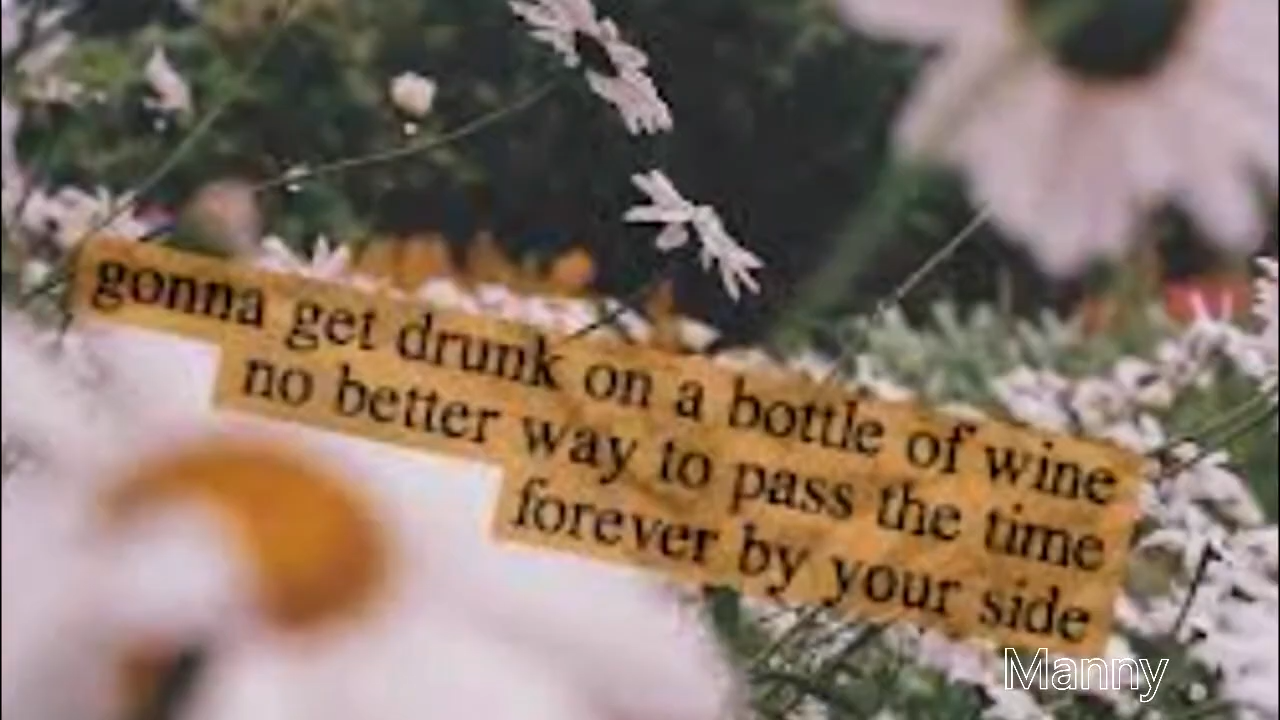 gonna get drunk on a bottle of wine
no better way to pass the time
forever by your side
Manny